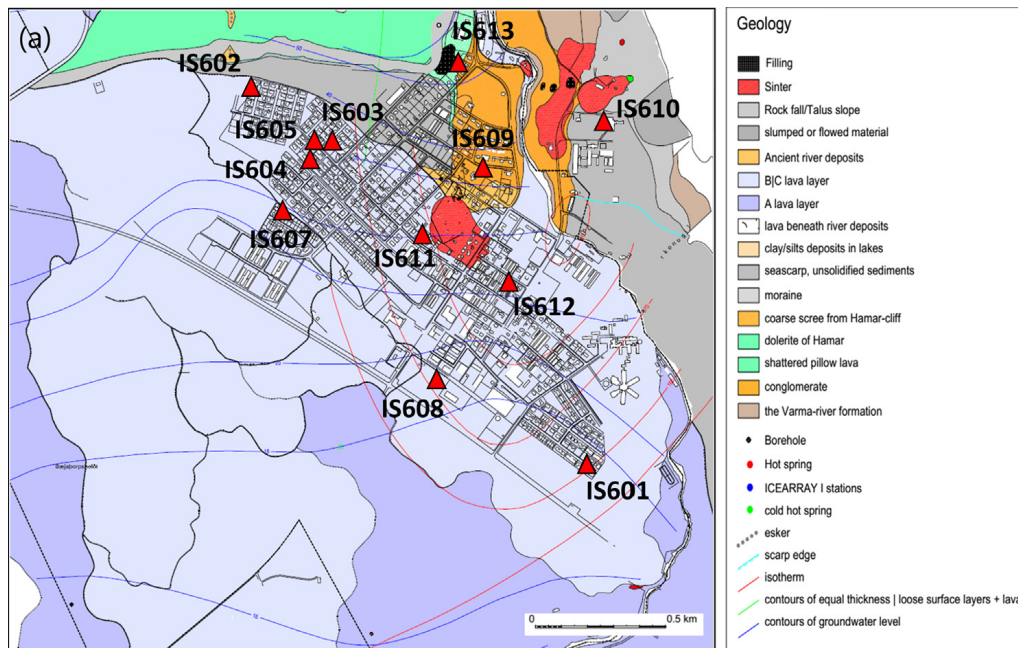 (a)
IS613
IS602
IS610
IS605
IS603
IS609
IS604
IS607
IS611
IS612
IS608
IS601
0
0.5 km
Geology
Filling
Sinter
Rock fall/Talus slope
slumped or flowed material
Ancient river deposits
B|C lava layer
A lava layer
lava beneath river deposits
clay/silts deposits in lakes
seascarp, unsolidified sediments
moraine
coarse scree from Hamar-cliff
dolerite of Hamar
shattered pillow lava
conglomerate
the Varma-river formation
Borehole
Hot spring
ICEARRAY I stations
cold hot spring
esker
scarp edge
isotherm
contours of equal thickness | loose surface layers + lava
contours of groundwater level